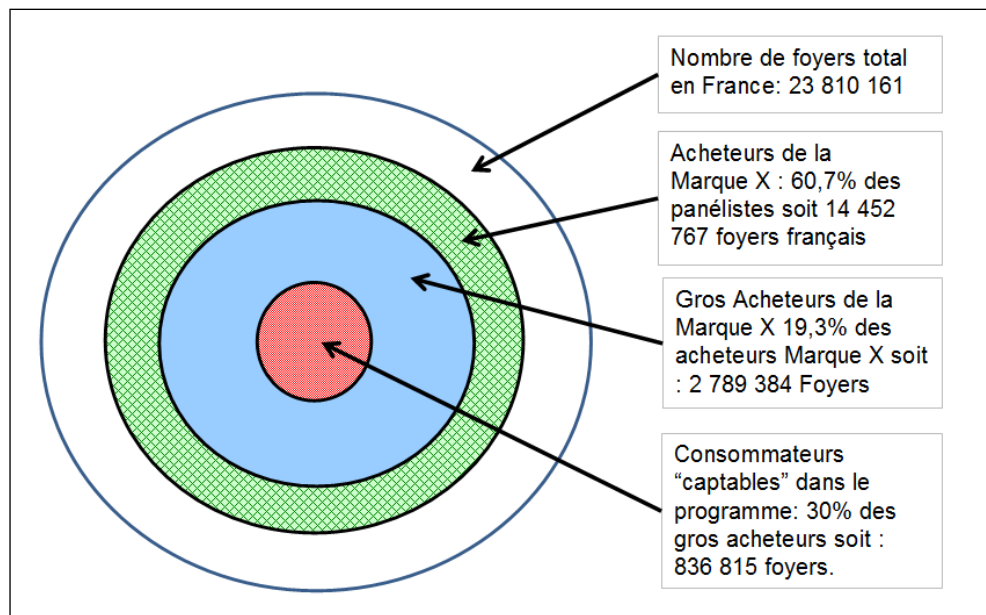 Nombre de foyers total
en France: 23 810 161
Acheteurs de la
Marque X : 60,7% des
panélistes soit 14 452
767 foyers français
Gros Acheteurs de la
Marque X 19,3% des
acheteurs Marque X soit
: 2 789 384 Foyers
Consommateurs
“captables” dans le
programme: 30% des
gros acheteurs soit :
836 815 foyers.